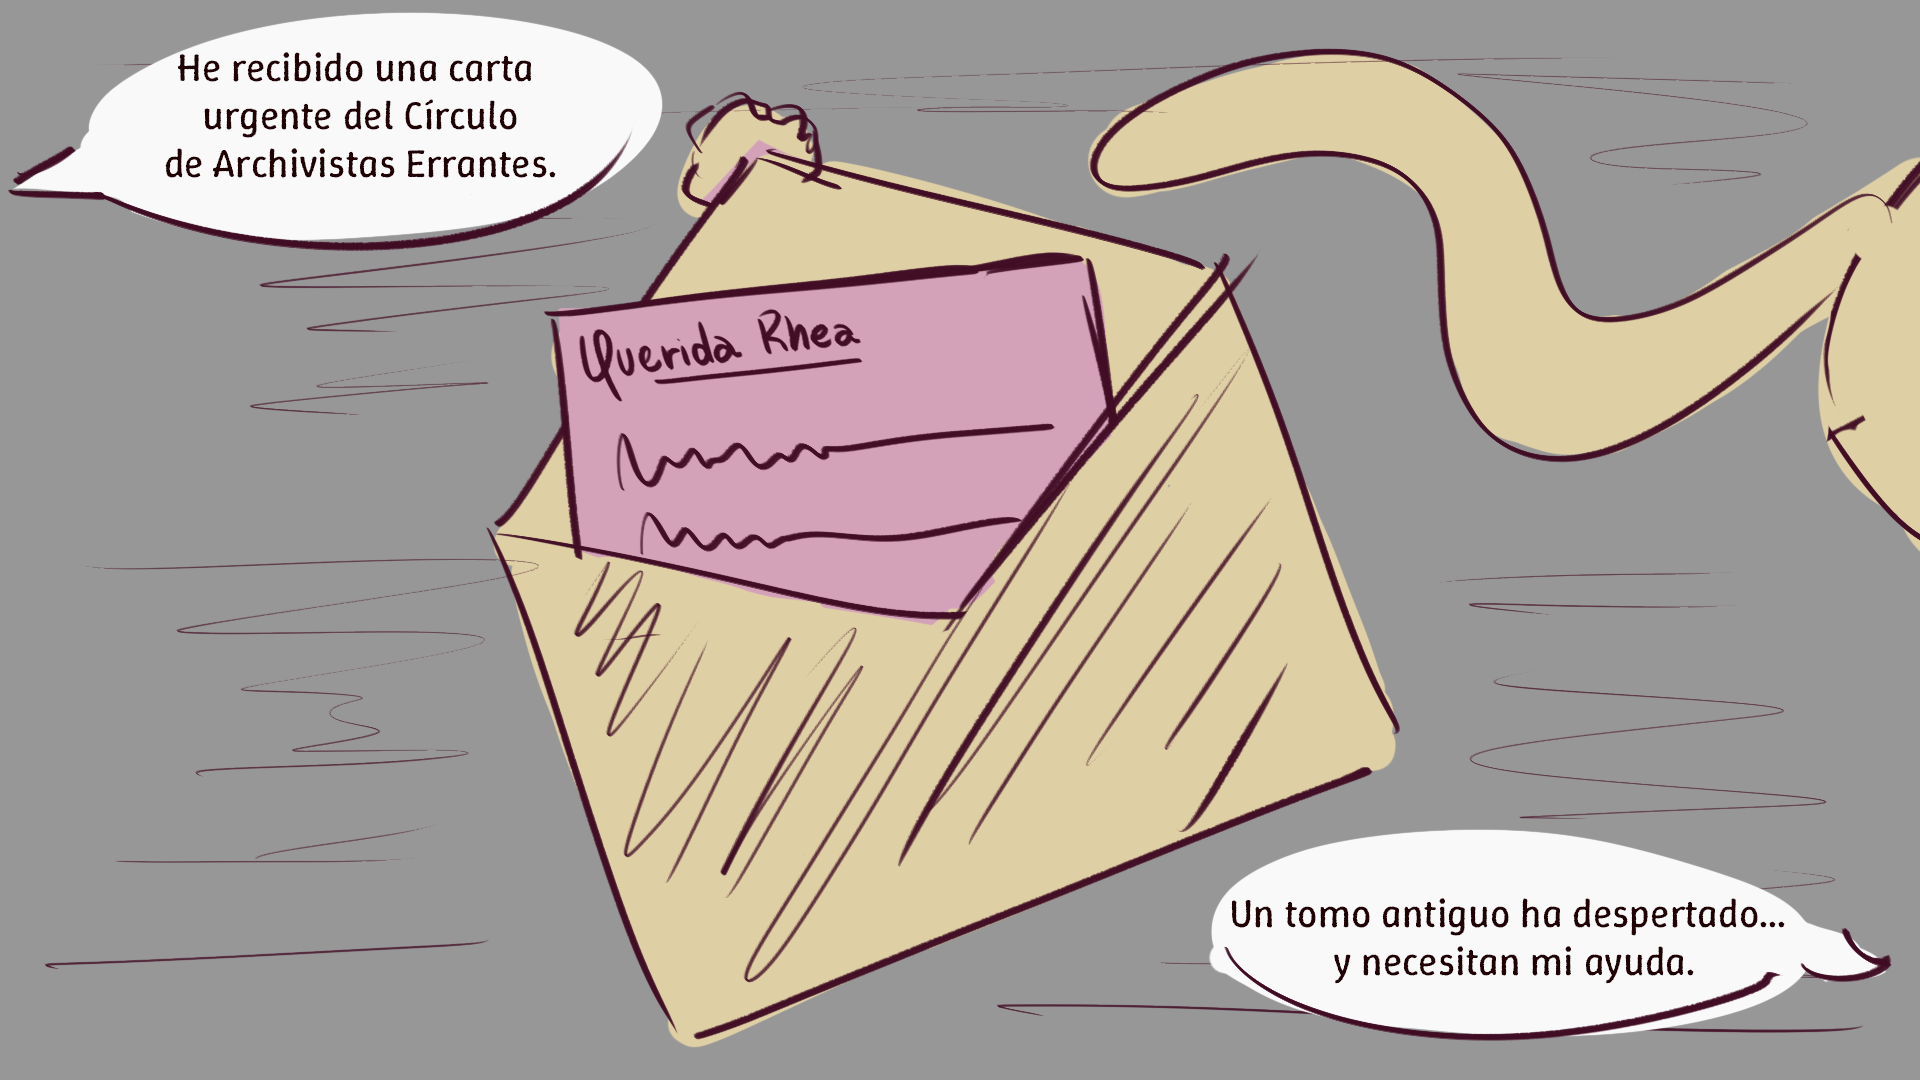 He recibido una carta
urgente del Círculo
de Archivistas Errantes.
Querida Rhea
Un tomo antiguo ha despertado...
y necesitan mi ayuda.